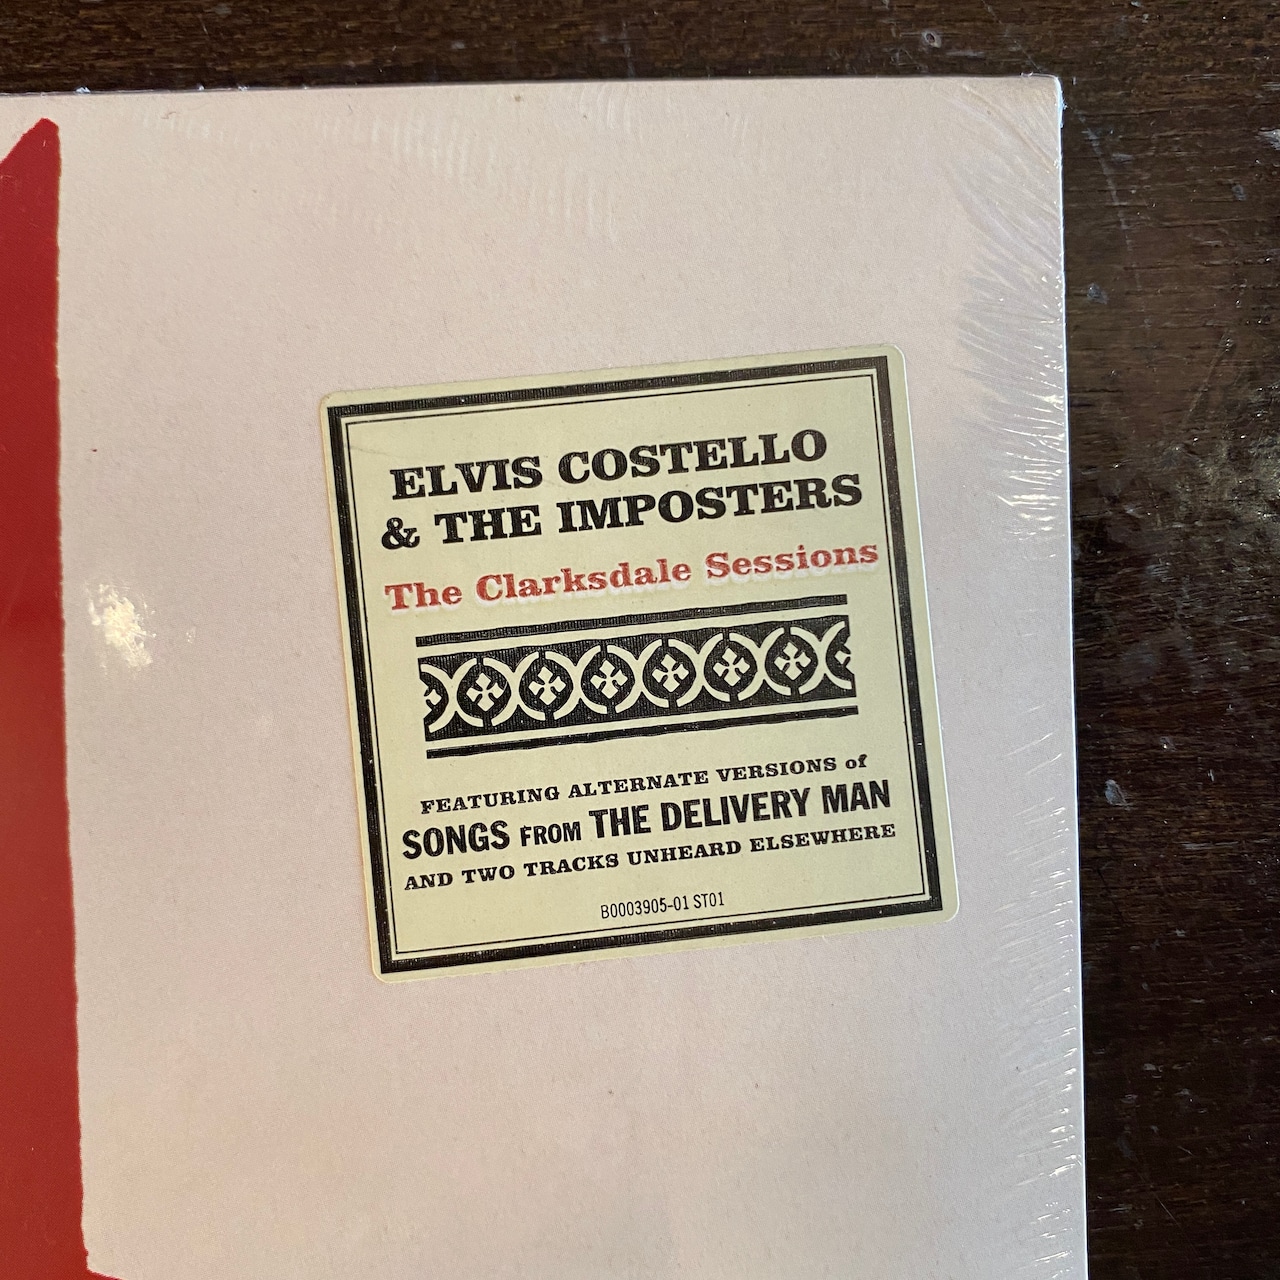 ELVIS COSTELLO
& THE IMPOSTERS
The Clarksdale Sessions
FEATURING ALTERNATE VERSIONS of
SONGS FROM THE DELIVERY MAN
AND TWO TRACKS UNHEARD ELSEWHERE
B0003905-01 ST01